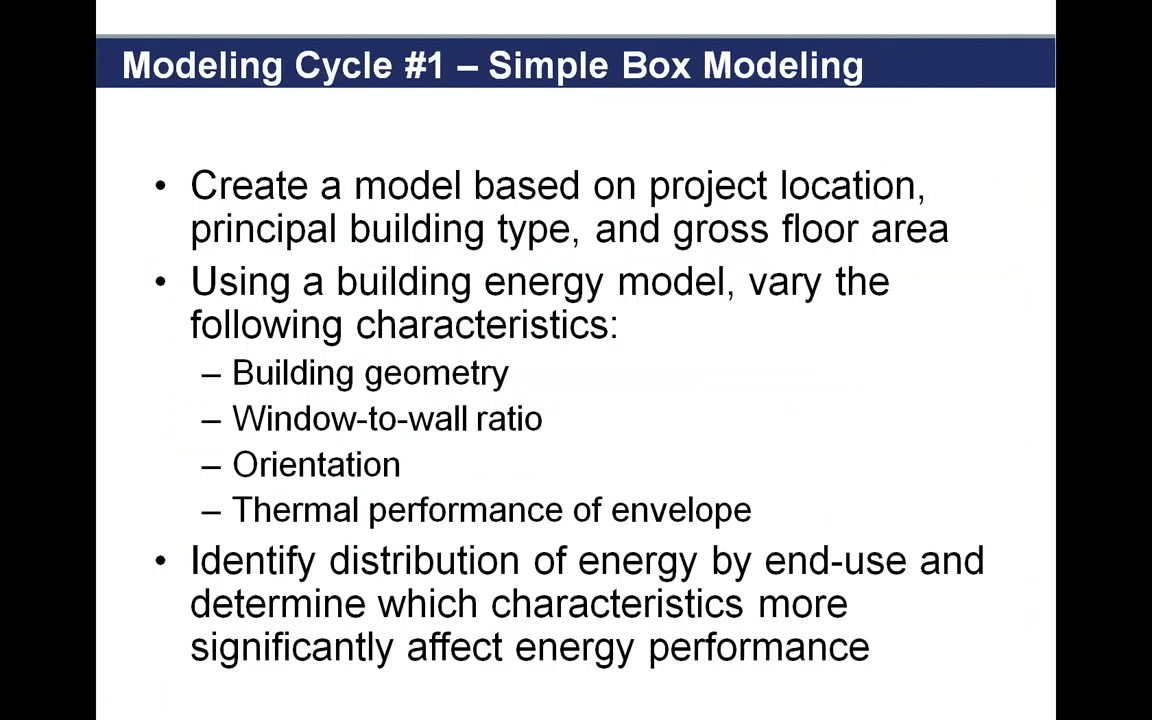 Modeling Cycle #1 – Simple Box Modeling
• Create a model based on project location,
principal building type, and gross floor area
• Using a building energy model, vary the
following characteristics:
– Building geometry
– Window-to-wall ratio
– Orientation
– Thermal performance of envelope
• Identify distribution of energy by end-use and
determine which characteristics more
significantly affect energy performance